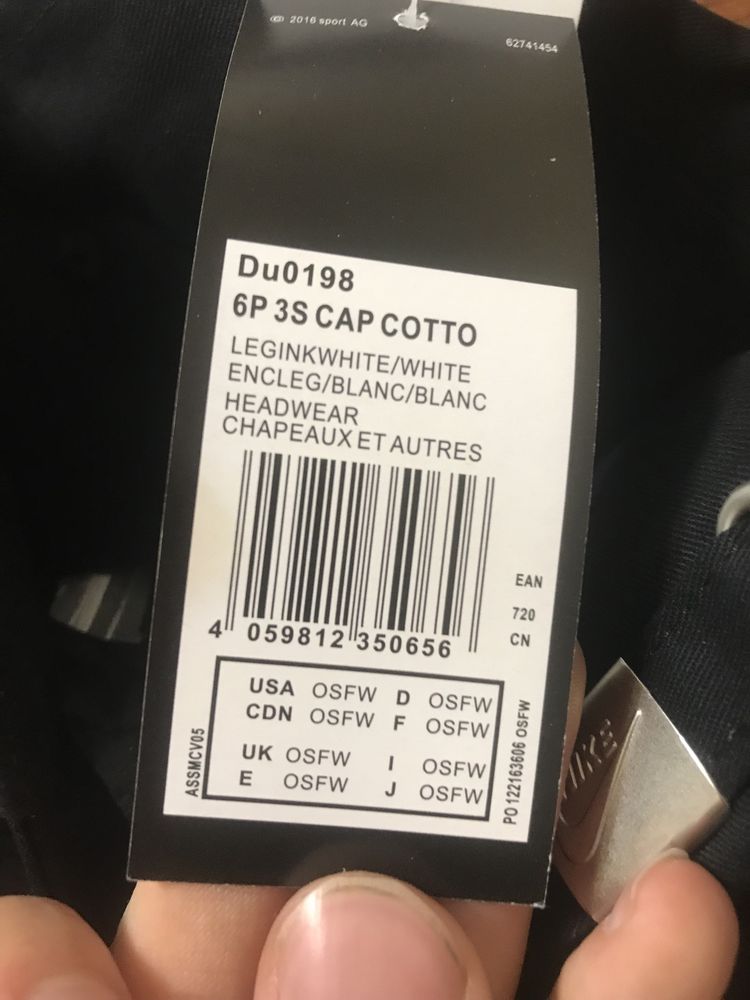 © 2016 sport AG
62741454
Du0198
6P 3S CAP COTTO
LEGINKWHITE/WHITE
ENCLEG/BLANC/BLANC
HEADWEAR
CHAPEAUX ET AUTRES
EAN
720
CN
4 059812 350656
USA OSFW D OSFW
CDN OSFW F OSFW
UK OSFW I OSFW
E OSFW J OSFW
ASSMCV05
PO 122163606 OSFW
NIKE